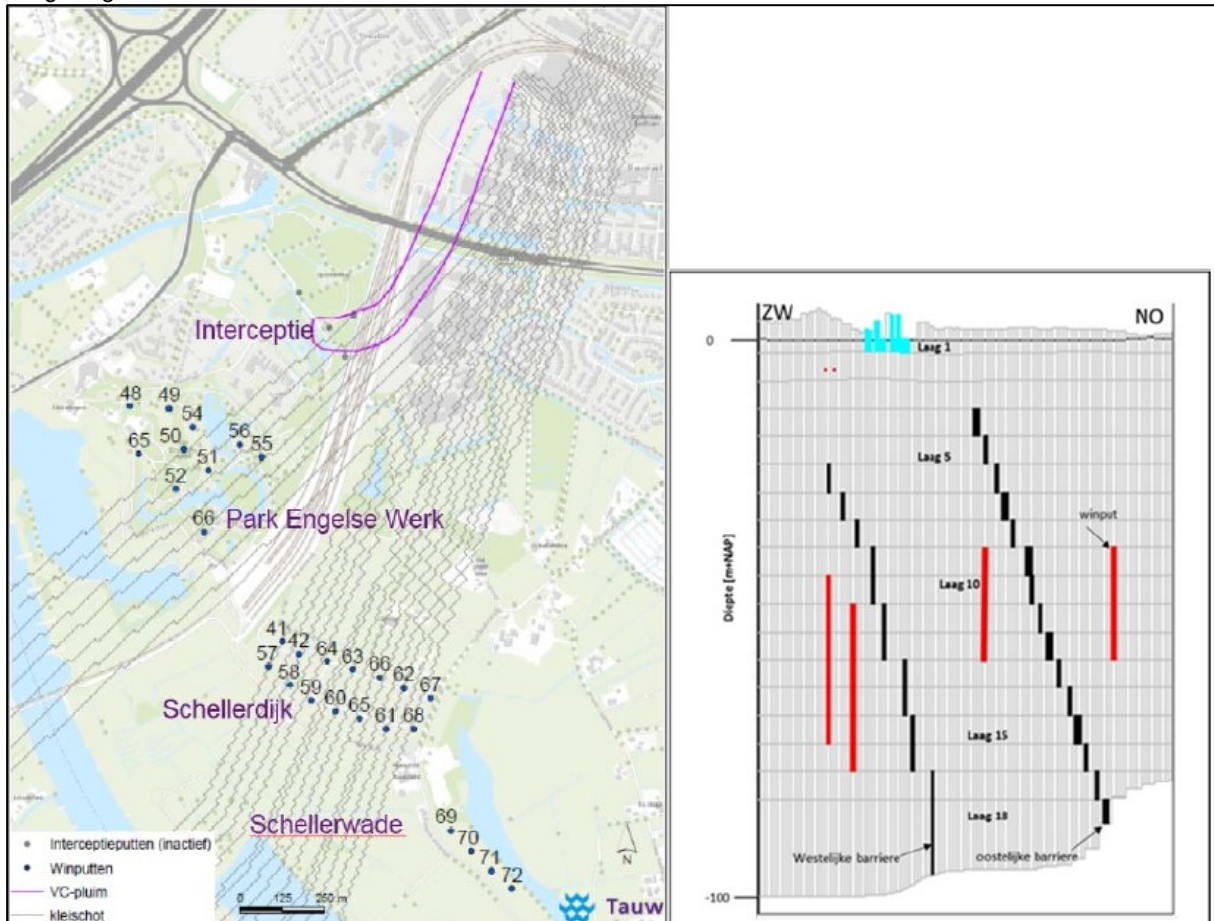 Interceptie
48
49
54
56
65
50
51
55
52
66
Park Engelse Werk
41
42
64
63
66
62
67
57
58
59
60
65
61
68
Schellerdijk
Schellerwade
69
70
71
72
Interceptieputten (inactief)
Winputten
VC-pluim
kleischot
0
125
250 m
N
Tauw
ZW
NO
0
Laag 1
Laag 5
winput
Laag 10
Diepte [m+NAP]
Laag 15
Laag 18
Westelijke barriere
oostelijke barriere
-100